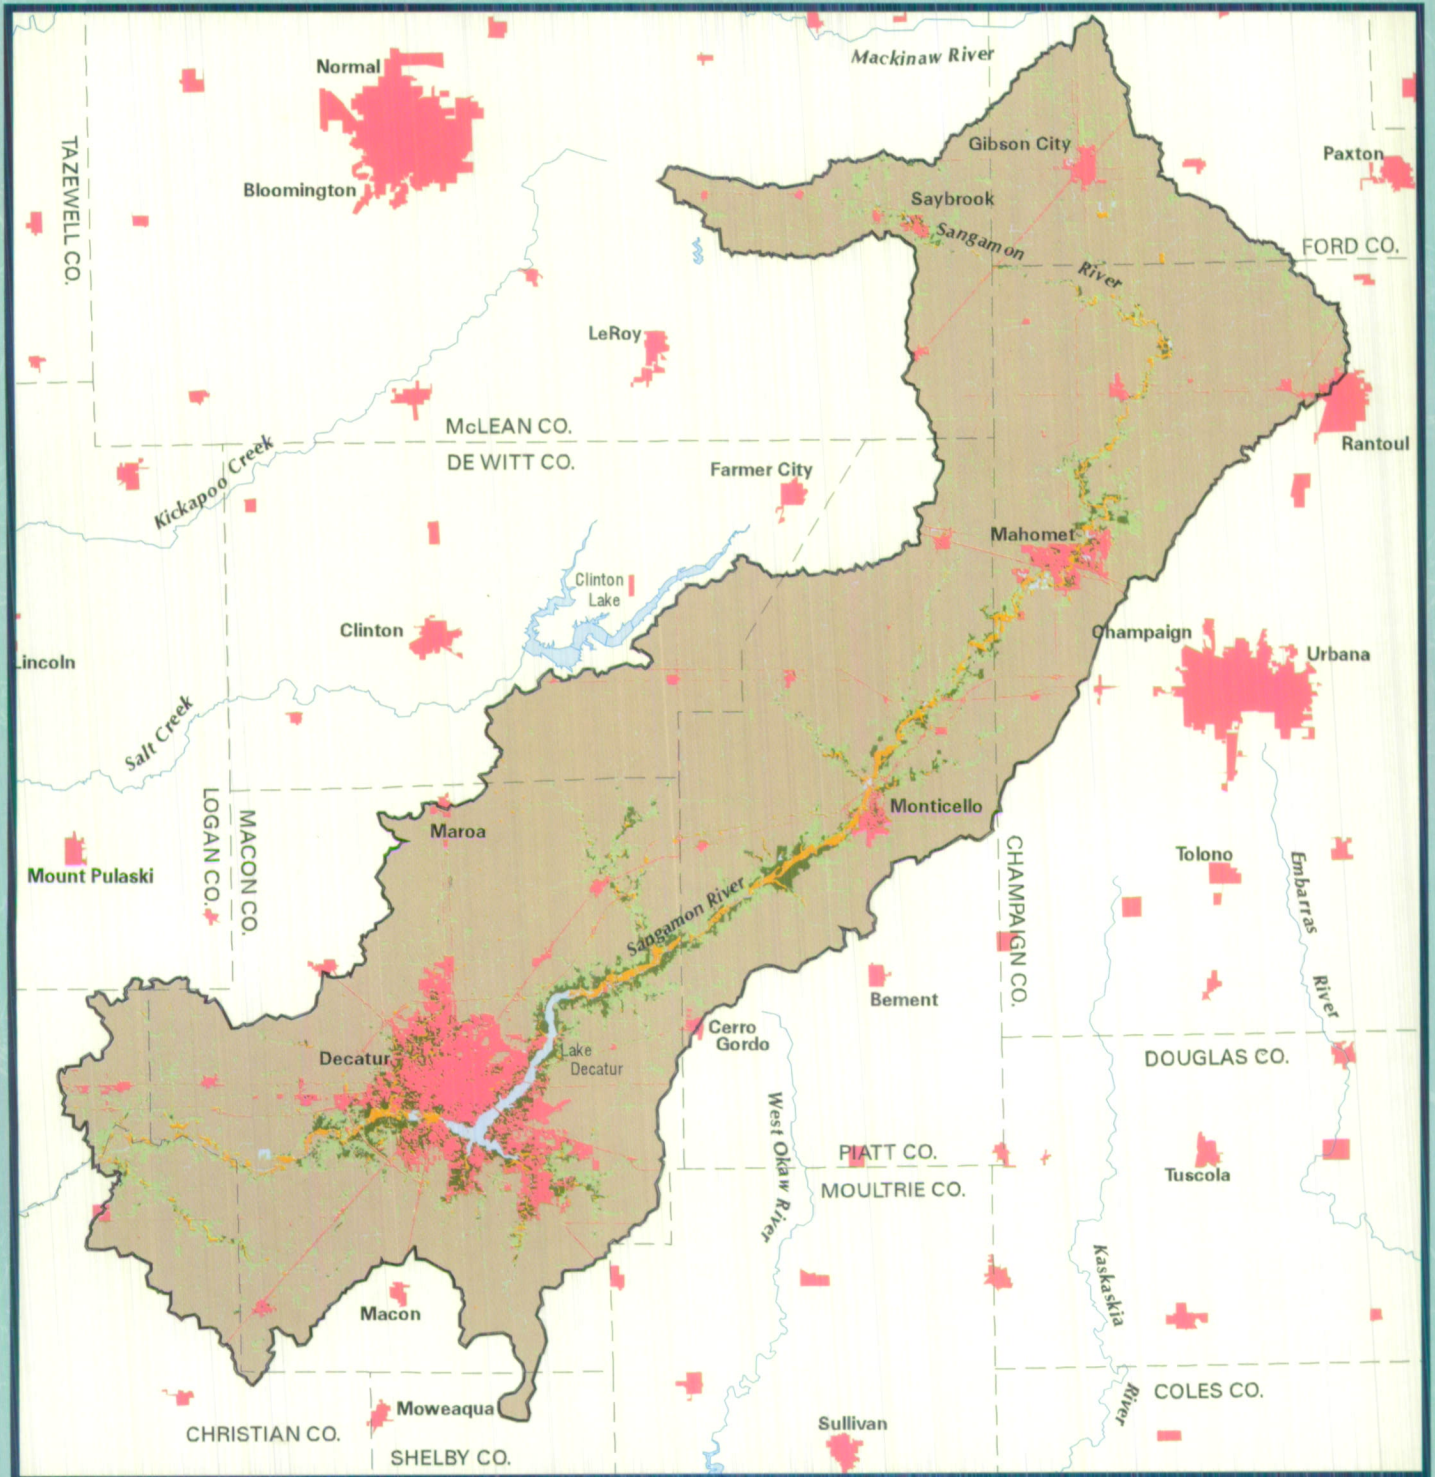 Mackinaw River
Normal
Gibson City
Paxton
TAZEWELL CO.
Bloomington
Saybrook
Sangamon
River
FORD CO.
LeRoy
McLEAN CO.
DE WITT CO.
Rantoul
Farmer City
Kickapoo Creek
Mahomet
Clinton
Lake
Clinton
Champaign
Urbana
Lincoln
Salt Creek
LOGAN CO.
MACON CO.
Maroa
Monticello
Mount Pulaski
CHAMPAIGN CO.
Tolono
Embarras
River
Sangamon River
Bement
Cerro
Gordo
Decatur
Lake
Decatur
DOUGLAS CO.
West Okaw River
PIATT CO.
MOULTRIE CO.
Tuscola
Kaskaskia
River
Macon
COLES CO.
Moweaqua
CHRISTIAN CO.
SHELBY CO.
Sullivan